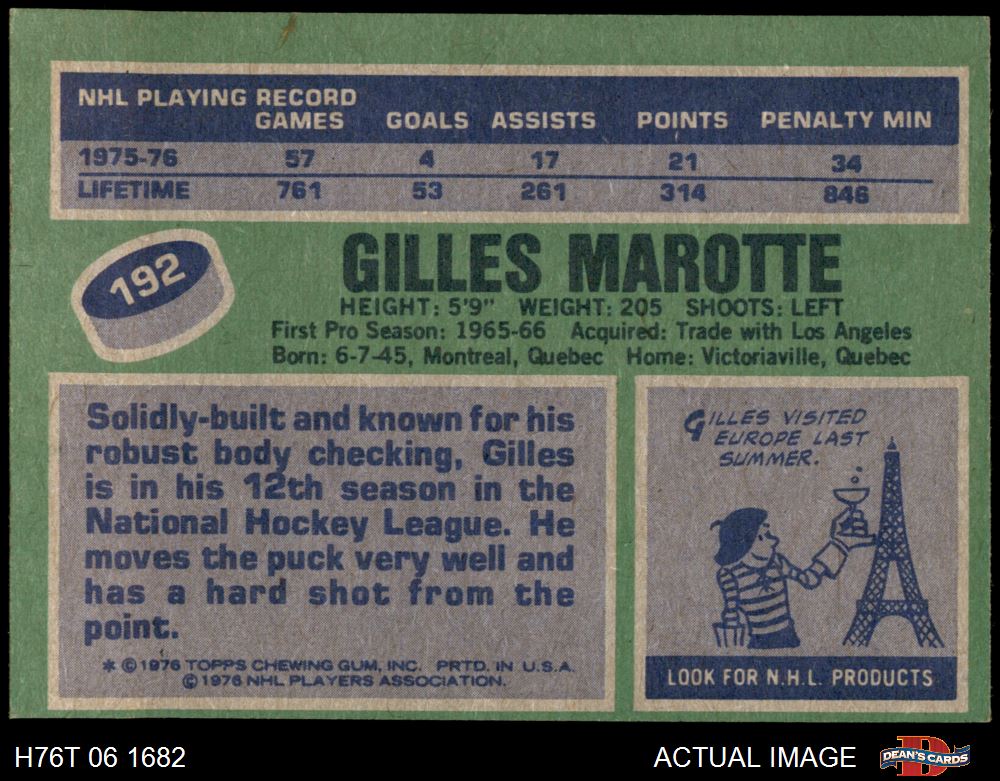 NHL PLAYING RECORD
GAMES GOALS ASSISTS POINTS PENALTY MIN
1975-76 57 4 17 21 34
LIFETIME 761 53 261 314 846
192
GILLES MAROTTE
HEIGHT: 5'9" WEIGHT: 205 SHOOTS: LEFT
First Pro Season: 1965-66 Acquired: Trade with Los Angeles
Born: 6-7-45, Montreal, Quebec Home: Victoriaville, Quebec
Solidly-built and known for his
robust body checking, Gilles
is in his 12th season in the
National Hockey League. He
moves the puck very well and
has a hard shot from the
point.
* © 1976 TOPPS CHEWING GUM, INC. PRTD. IN U.S.A.
© 1976 NHL PLAYERS ASSOCIATION.
GILLES VISITED
EUROPE LAST
SUMMER.
LOOK FOR N.H.L. PRODUCTS
H76T 06 1682
ACTUAL IMAGE
DEAN'S CARDS